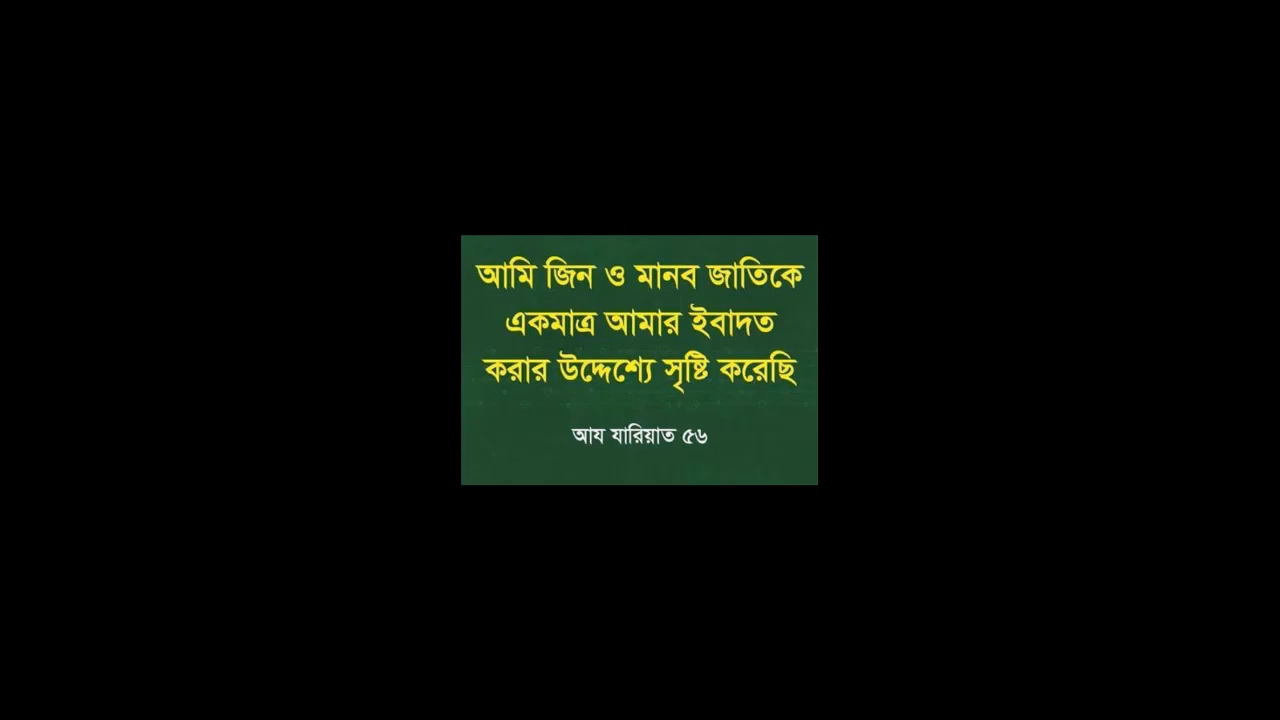 আমি জিন ও মানব জাতিকে
একমাত্র আমার ইবাদত
করার উদ্দেশ্যে সৃষ্টি করেছি
আয যারিয়াত ৫৬